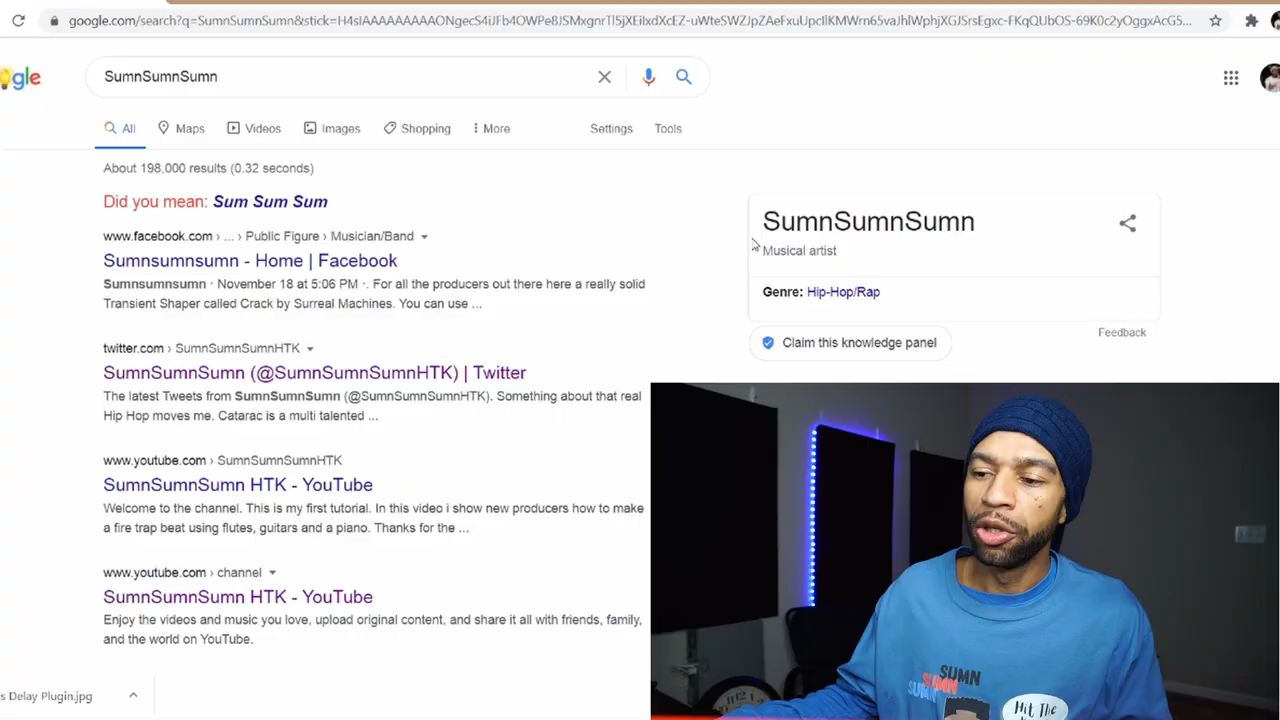 google.com/search?q=SumnSumnSumn&stick=
gle
SumnSumnSumn
All
Maps
Videos
Images
Shopping
More
Settings
Tools
About 198,000 results (0.32 seconds)
Did you mean: Sum Sum Sum
www.facebook.com › ... › Public Figure › Musician/Band
Sumnsumnsumn - Home | Facebook
Sumnsumnsumn · November 18 at 5:06 PM ·. For all the producers out there here a really solid
Transient Shaper called Crack by Surreal Machines. You can use ...
twitter.com › SumnSumnSumnHTK
SumnSumnSumn (@SumnSumnSumnHTK) | Twitter
The latest Tweets from SumnSumnSumn (@SumnSumnSumnHTK). Something about that real
Hip Hop moves me. Catarac is a multi talented ...
www.youtube.com › SumnSumnSumnHTK
SumnSumnSumn HTK - YouTube
Welcome to the channel. This is my first tutorial. In this video i show new producers how to make
a fire trap beat using flutes, guitars and a piano. Thanks for the ...
www.youtube.com › channel
SumnSumnSumn HTK - YouTube
Enjoy the videos and music you love, upload original content, and share it all with friends, family,
and the world on YouTube.
s Delay Plugin.jpg
SumnSumnSumn
Musical artist
Genre: Hip-Hop/Rap
Feedback
Claim this knowledge panel
SUMN
SUMN
SUMN
Hit The